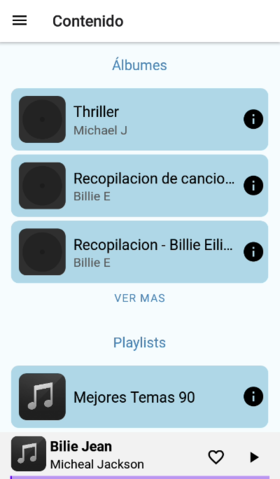 Contenido
Álbumes
Thriller
Michael J
Recopilacion de cancio...
Billie E
Recopilacion - Billie Eili...
Billie E
VER MAS
Playlists
Mejores Temas 90
Bilie Jean
Micheal Jackson